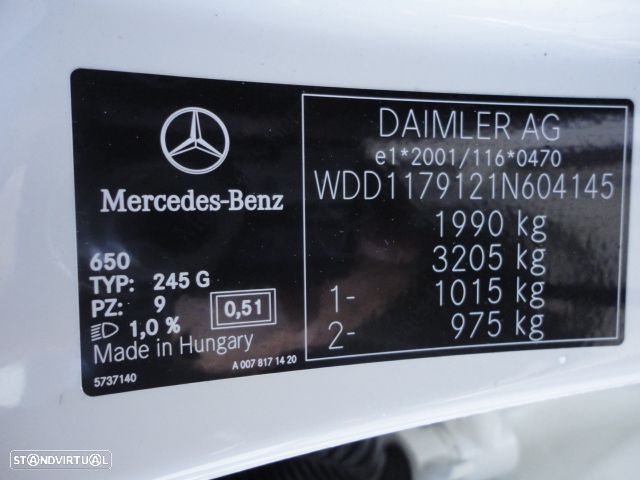 Mercedes-Benz
650
TYP: 245 G
PZ: 9
0,51
1,0 %
Made in Hungary
A 007 817 14 20
5737140
DAIMLER AG
e1*2001/116*0470
WDD1179121N604145
1990 kg
3205 kg
1- 1015 kg
2- 975 kg
STANDVIRTUAL